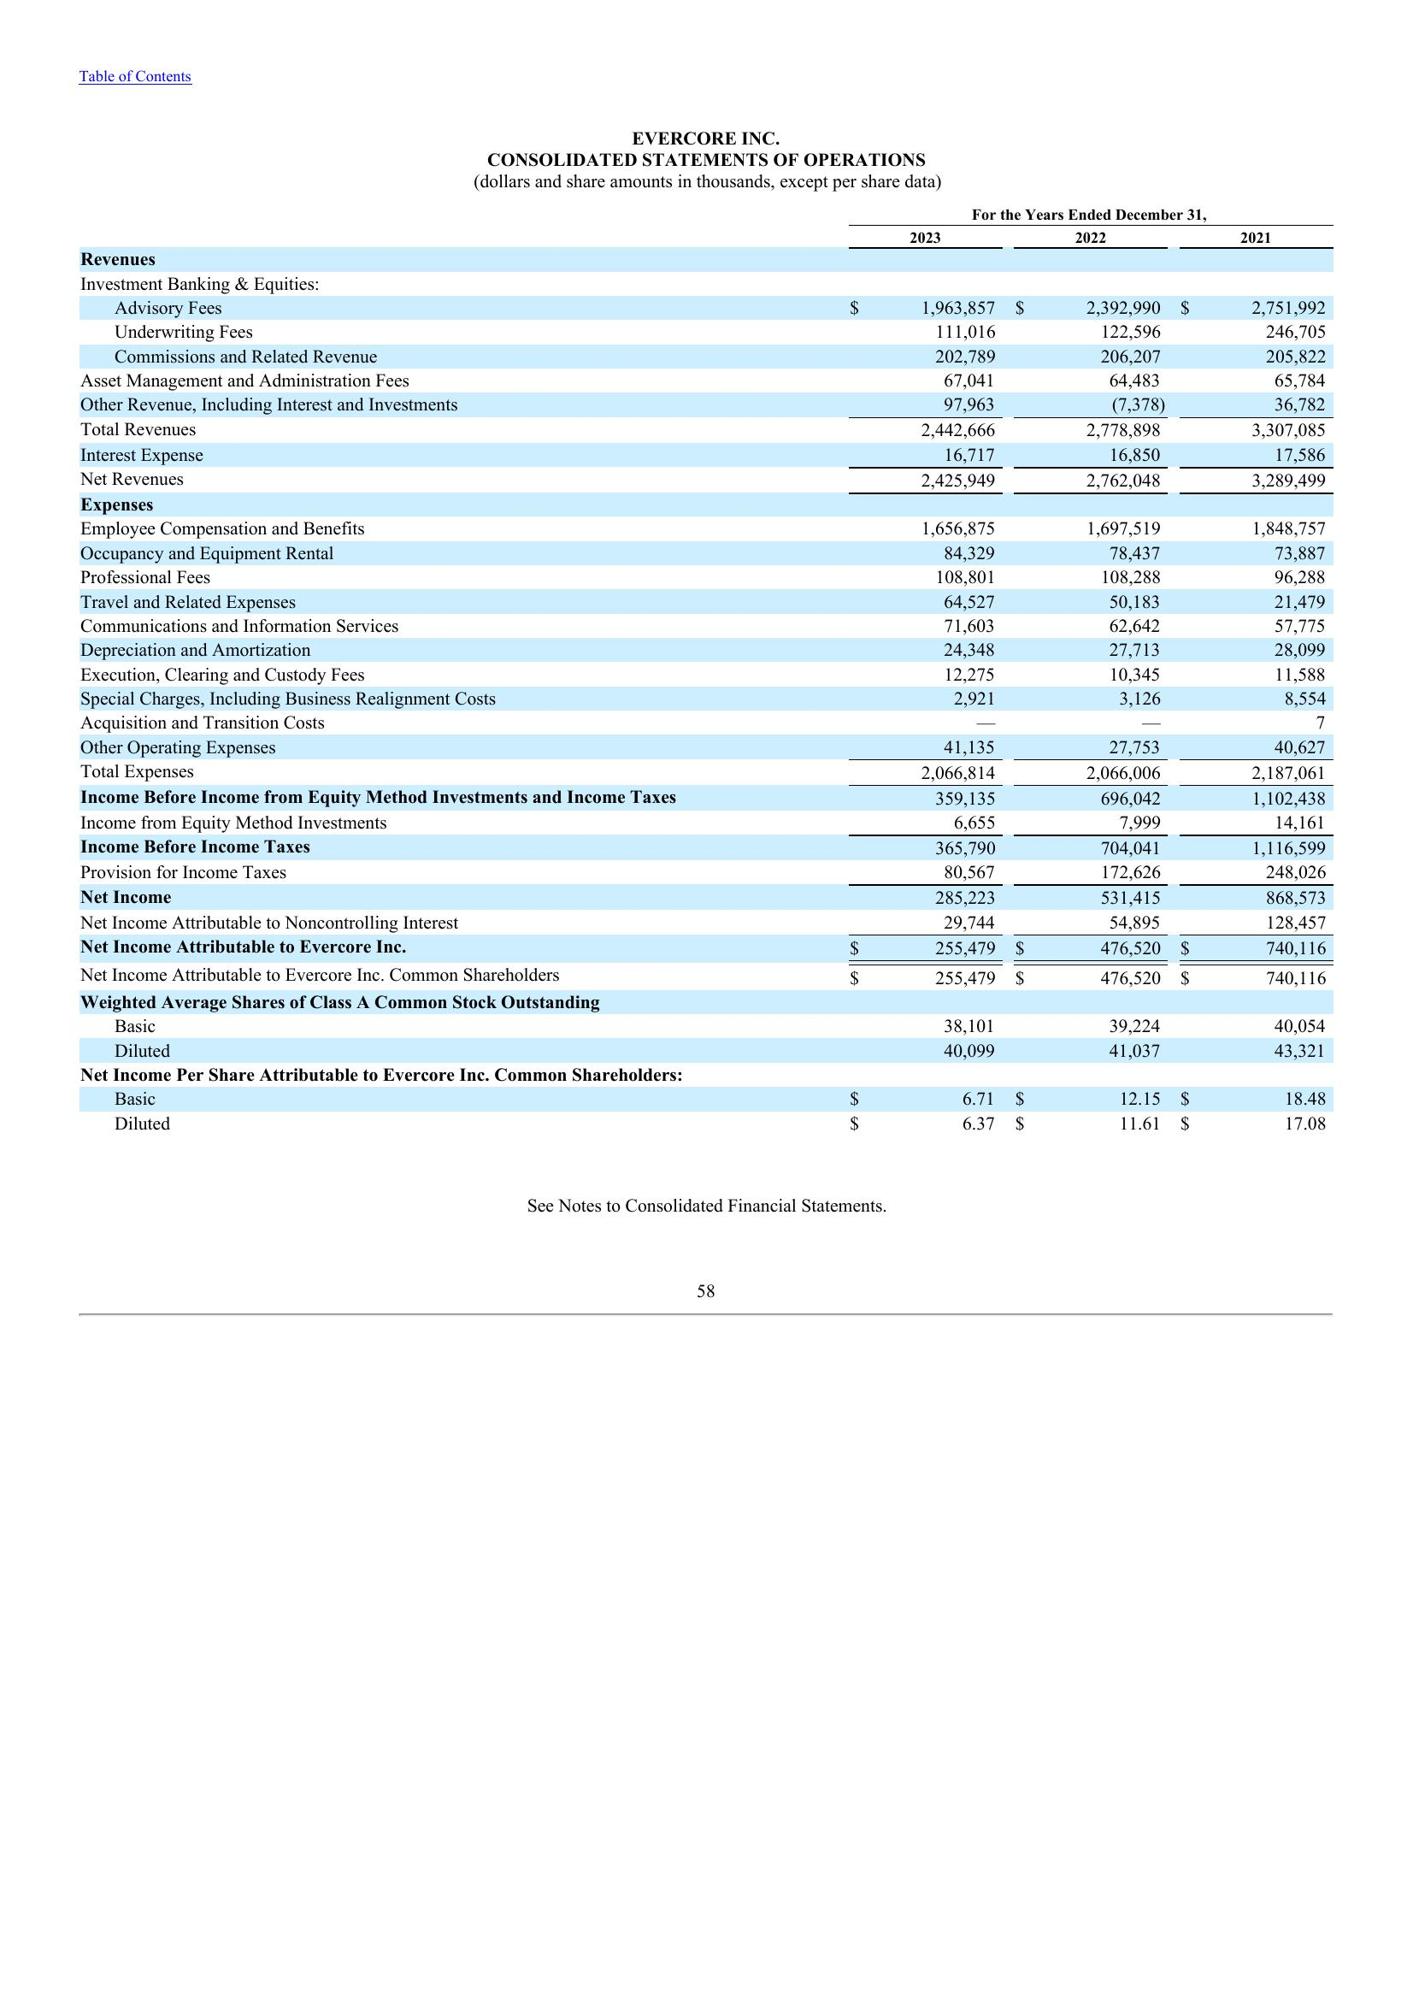 Table of Contents
EVERCORE INC.
CONSOLIDATED STATEMENTS OF OPERATIONS
(dollars and share amounts in thousands, except per share data)
For the Years Ended December 31,
2023 2022 2021
Revenues
Investment Banking & Equities:
Advisory Fees $ 1,963,857 $ 2,392,990 $ 2,751,992
Underwriting Fees 111,016 122,596 246,705
Commissions and Related Revenue 202,789 206,207 205,822
Asset Management and Administration Fees 67,041 64,483 65,784
Other Revenue, Including Interest and Investments 97,963 (7,378) 36,782
Total Revenues 2,442,666 2,778,898 3,307,085
Interest Expense 16,717 16,850 17,586
Net Revenues 2,425,949 2,762,048 3,289,499
Expenses
Employee Compensation and Benefits 1,656,875 1,697,519 1,848,757
Occupancy and Equipment Rental 84,329 78,437 73,887
Professional Fees 108,801 108,288 96,288
Travel and Related Expenses 64,527 50,183 21,479
Communications and Information Services 71,603 62,642 57,775
Depreciation and Amortization 24,348 27,713 28,099
Execution, Clearing and Custody Fees 12,275 10,345 11,588
Special Charges, Including Business Realignment Costs 2,921 3,126 8,554
Acquisition and Transition Costs — — 7
Other Operating Expenses 41,135 27,753 40,627
Total Expenses 2,066,814 2,066,006 2,187,061
Income Before Income from Equity Method Investments and Income Taxes 359,135 696,042 1,102,438
Income from Equity Method Investments 6,655 7,999 14,161
Income Before Income Taxes 365,790 704,041 1,116,599
Provision for Income Taxes 80,567 172,626 248,026
Net Income 285,223 531,415 868,573
Net Income Attributable to Noncontrolling Interest 29,744 54,895 128,457
Net Income Attributable to Evercore Inc. $ 255,479 $ 476,520 $ 740,116
Net Income Attributable to Evercore Inc. Common Shareholders $ 255,479 $ 476,520 $ 740,116
Weighted Average Shares of Class A Common Stock Outstanding
Basic 38,101 39,224 40,054
Diluted 40,099 41,037 43,321
Net Income Per Share Attributable to Evercore Inc. Common Shareholders:
Basic $ 6.71 $ 12.15 $ 18.48
Diluted $ 6.37 $ 11.61 $ 17.08
See Notes to Consolidated Financial Statements.
58